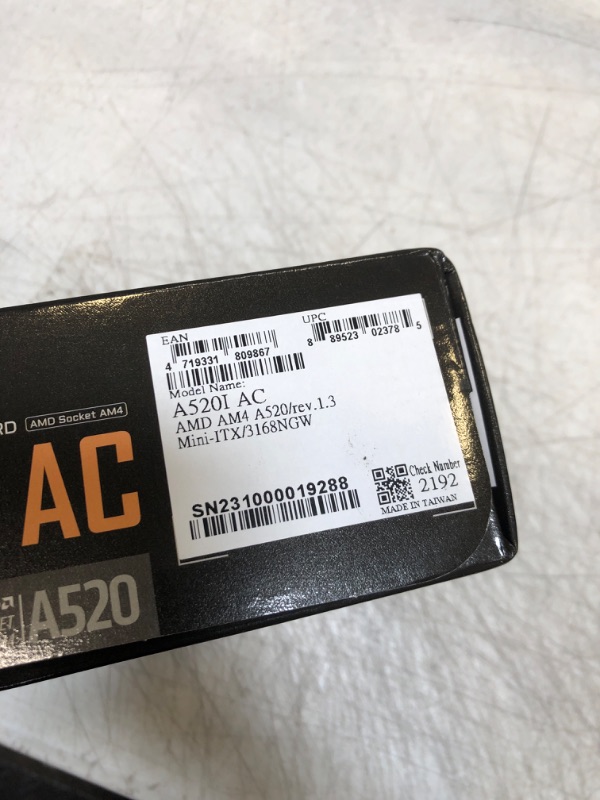 EAN
UPC
4 719331 809867
8 89523 02378 5
Model Name:
A520I AC
AMD AM4 A520/rev.1.3
Mini-ITX/3168NGW
SN231000019288
Check Number
2192
MADE IN TAIWAN
RD
AMD Socket AM4
AC
A520